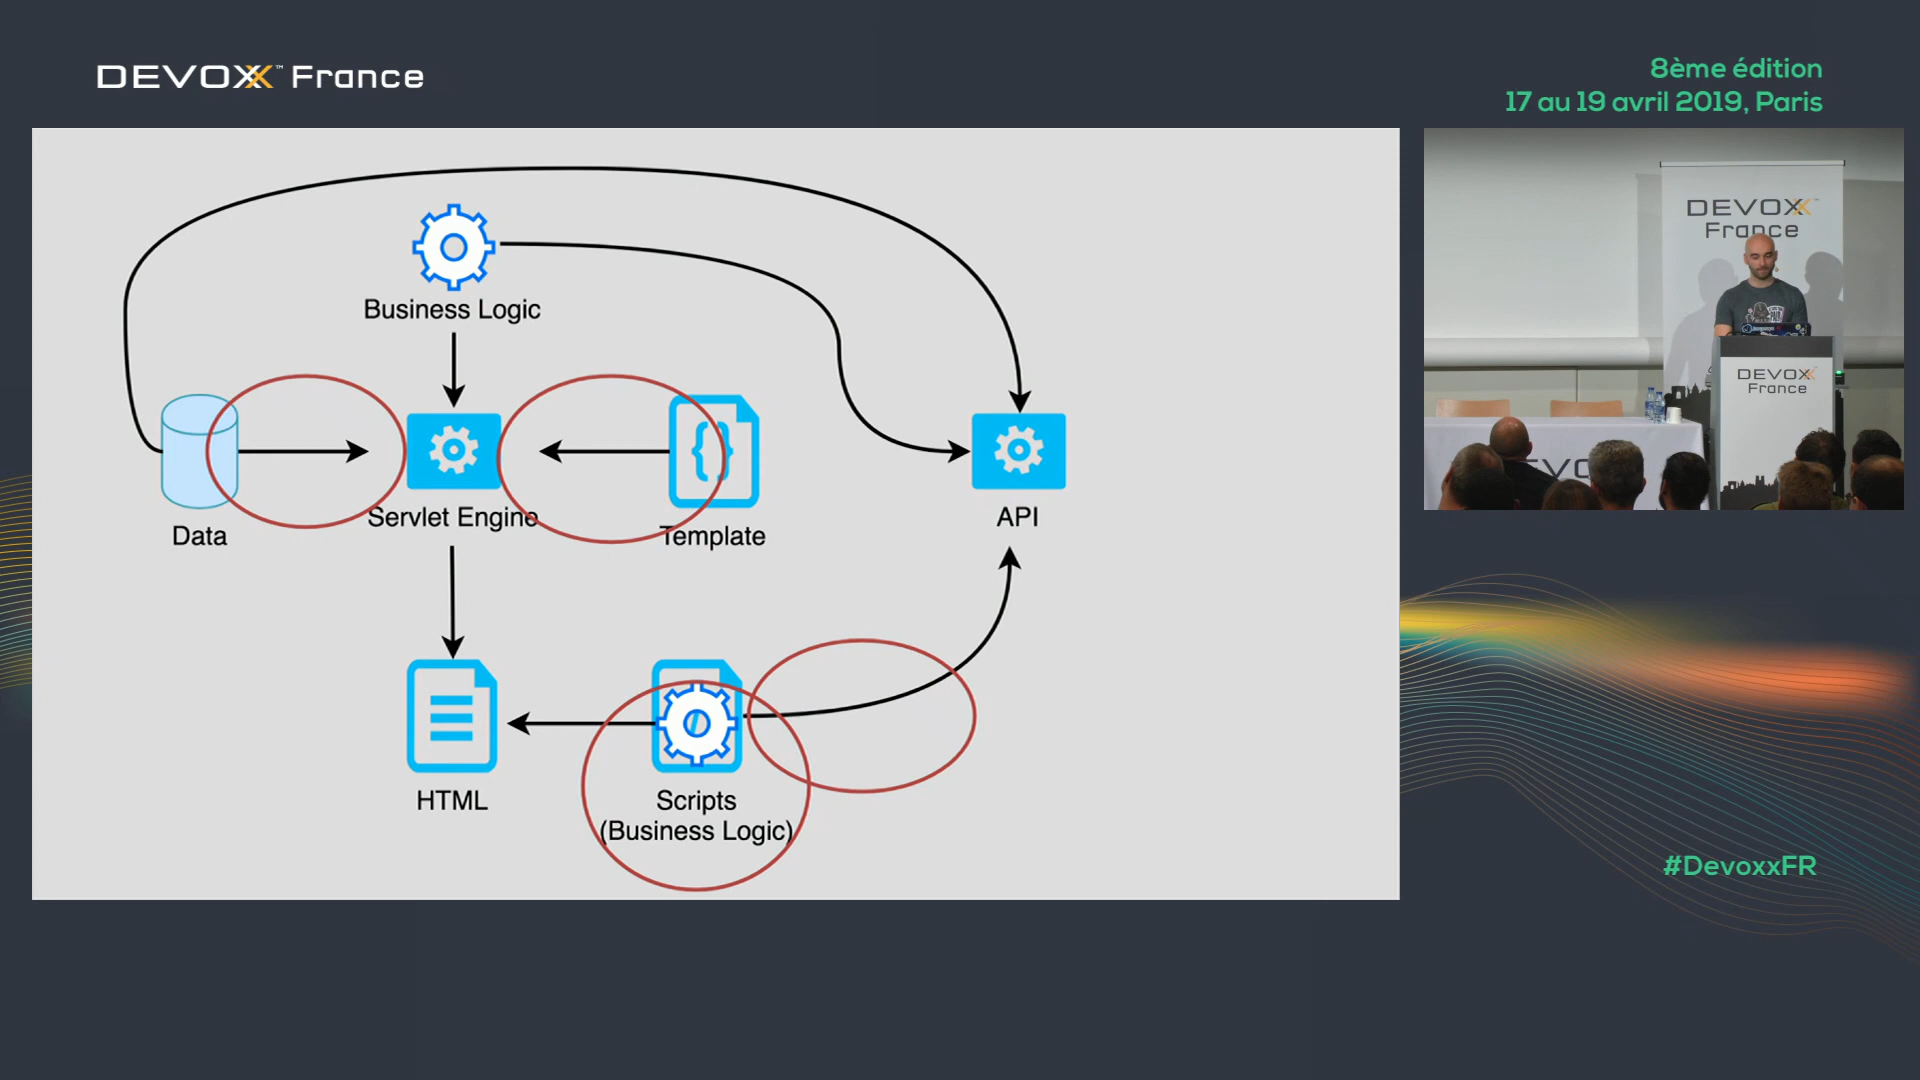 DEVOXX™ France
8ème édition
17 au 19 avril 2019, Paris
Business Logic
Data
Servlet Engine
Template
API
HTML
Scripts
(Business Logic)
DEVOXX
France
DEVOXX
France
#DevoxxFR